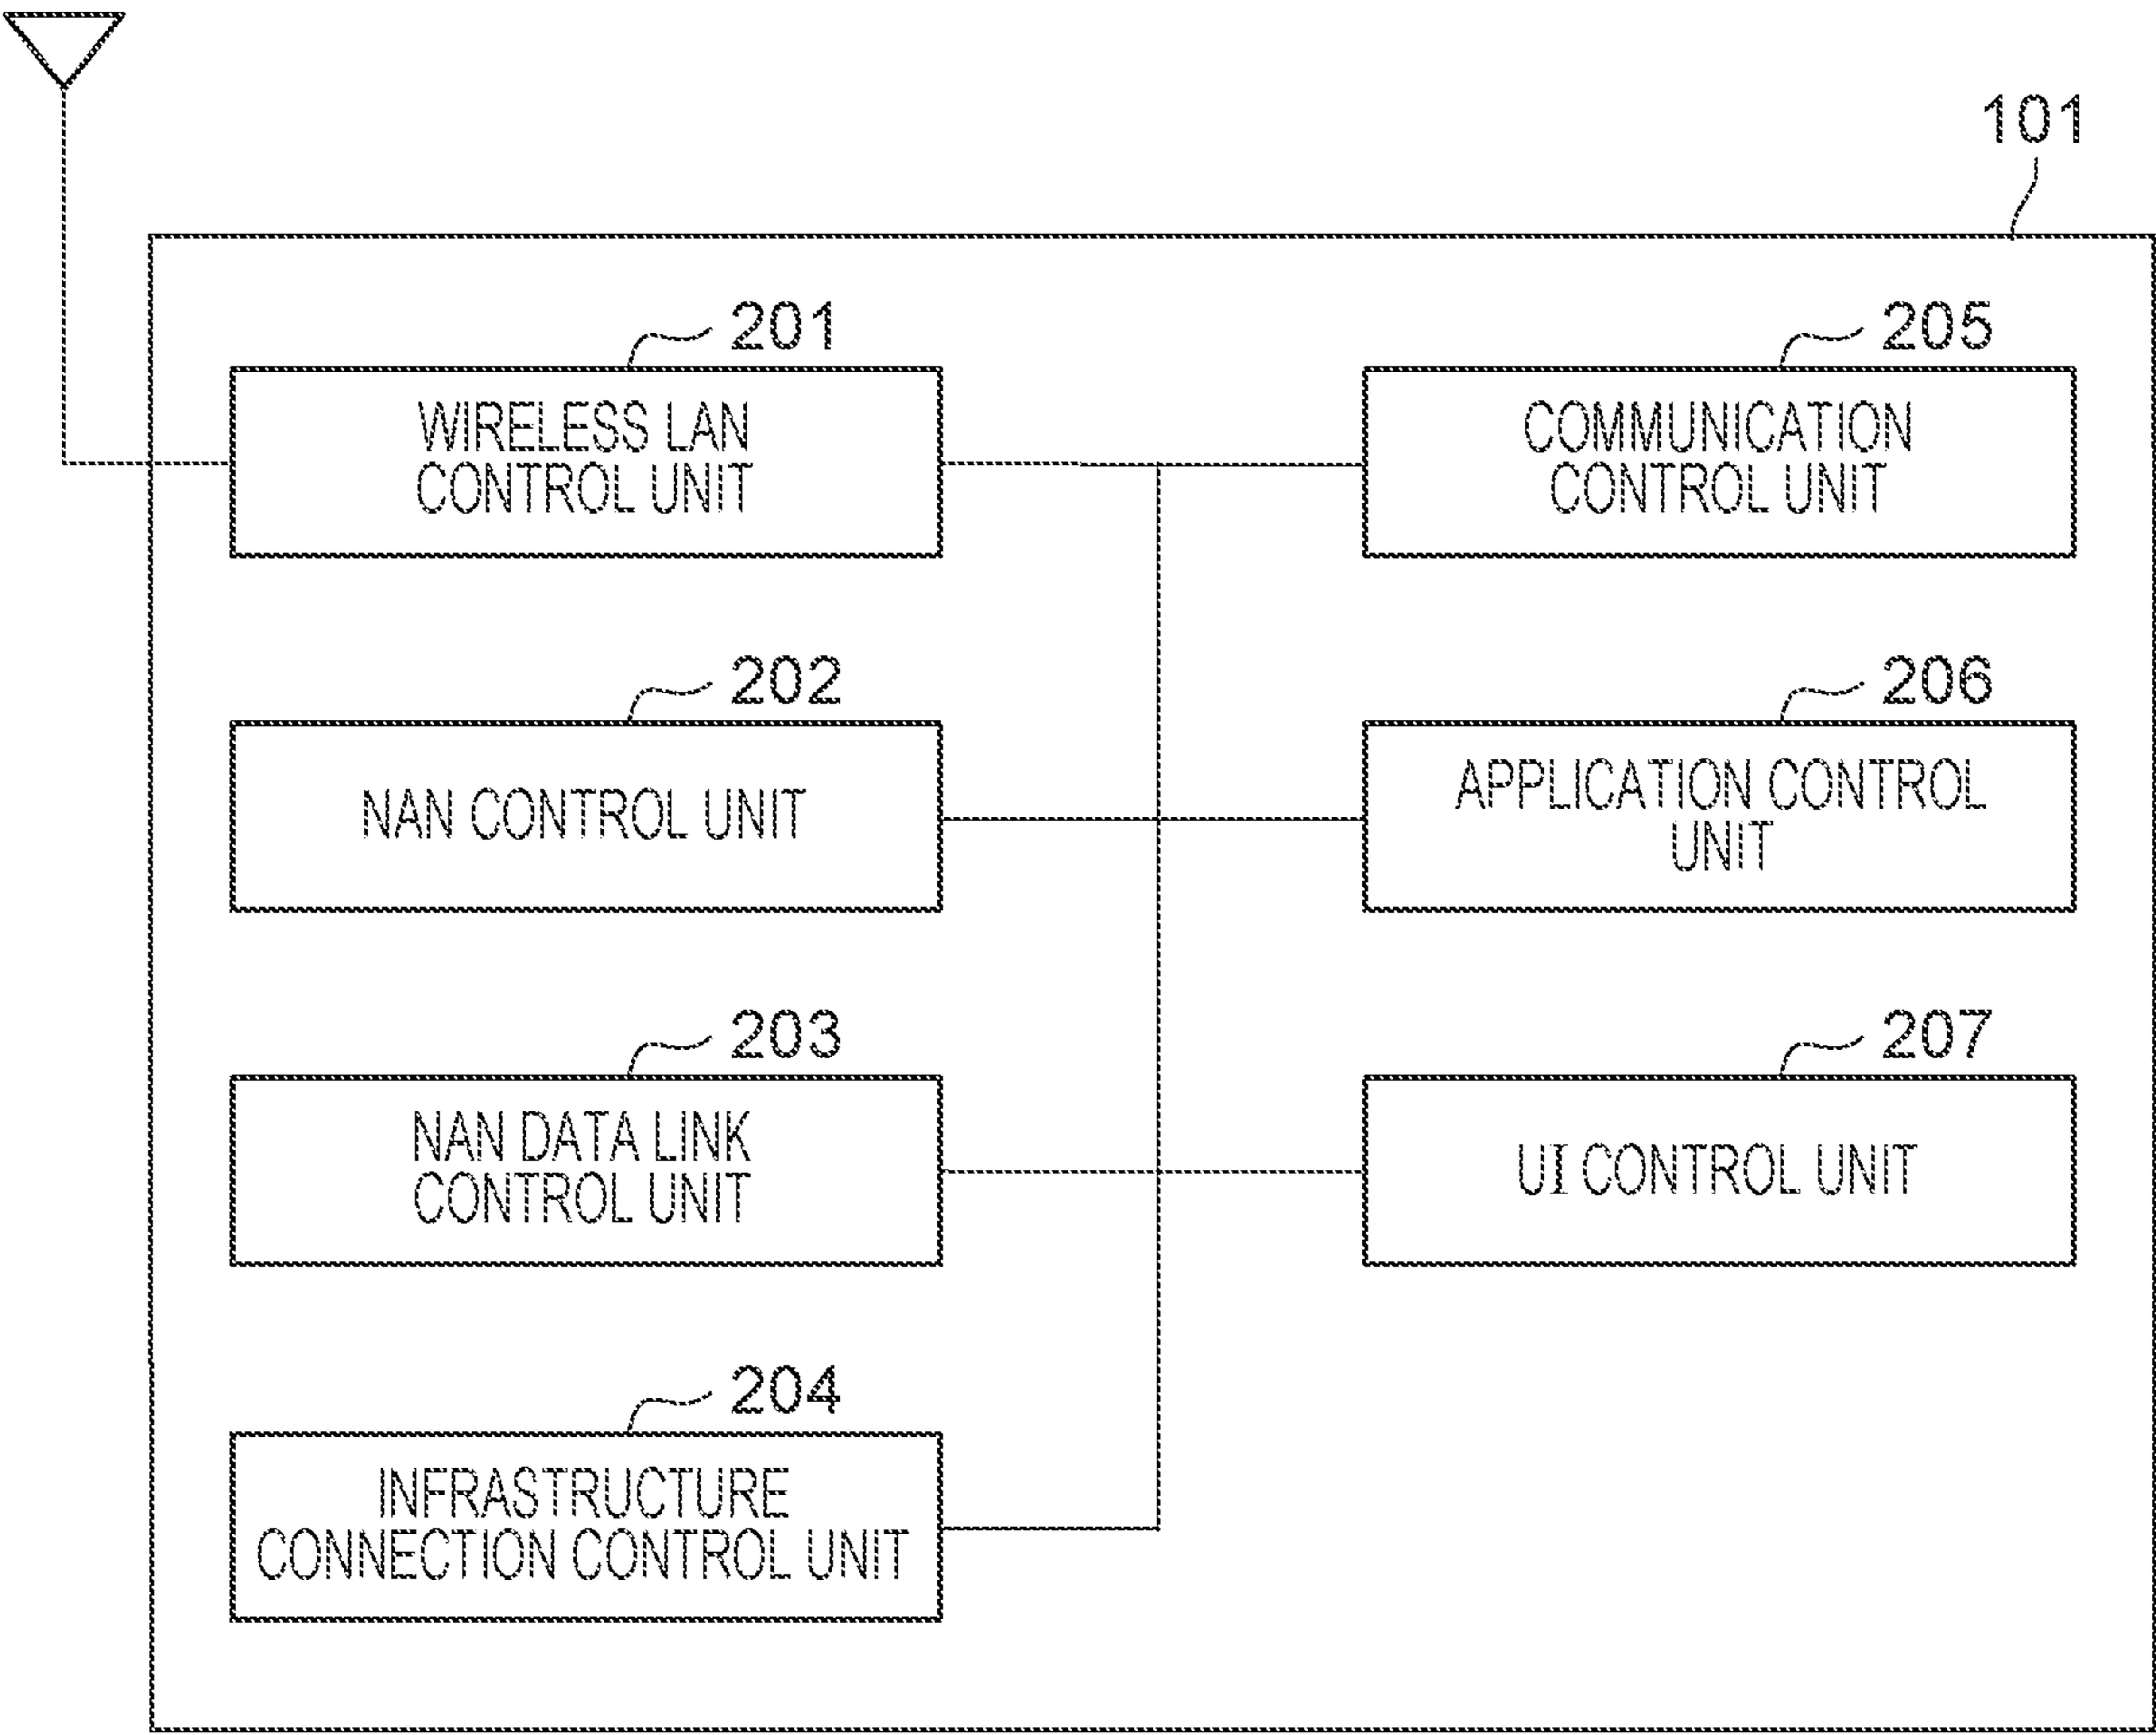 101
201
WIRELESS LAN
CONTROL UNIT
205
COMMUNICATION
CONTROL UNIT
202
NAN CONTROL UNIT
206
APPLICATION CONTROL
UNIT
203
NAN DATA LINK
CONTROL UNIT
207
UI CONTROL UNIT
204
INFRASTRUCTURE
CONNECTION CONTROL UNIT